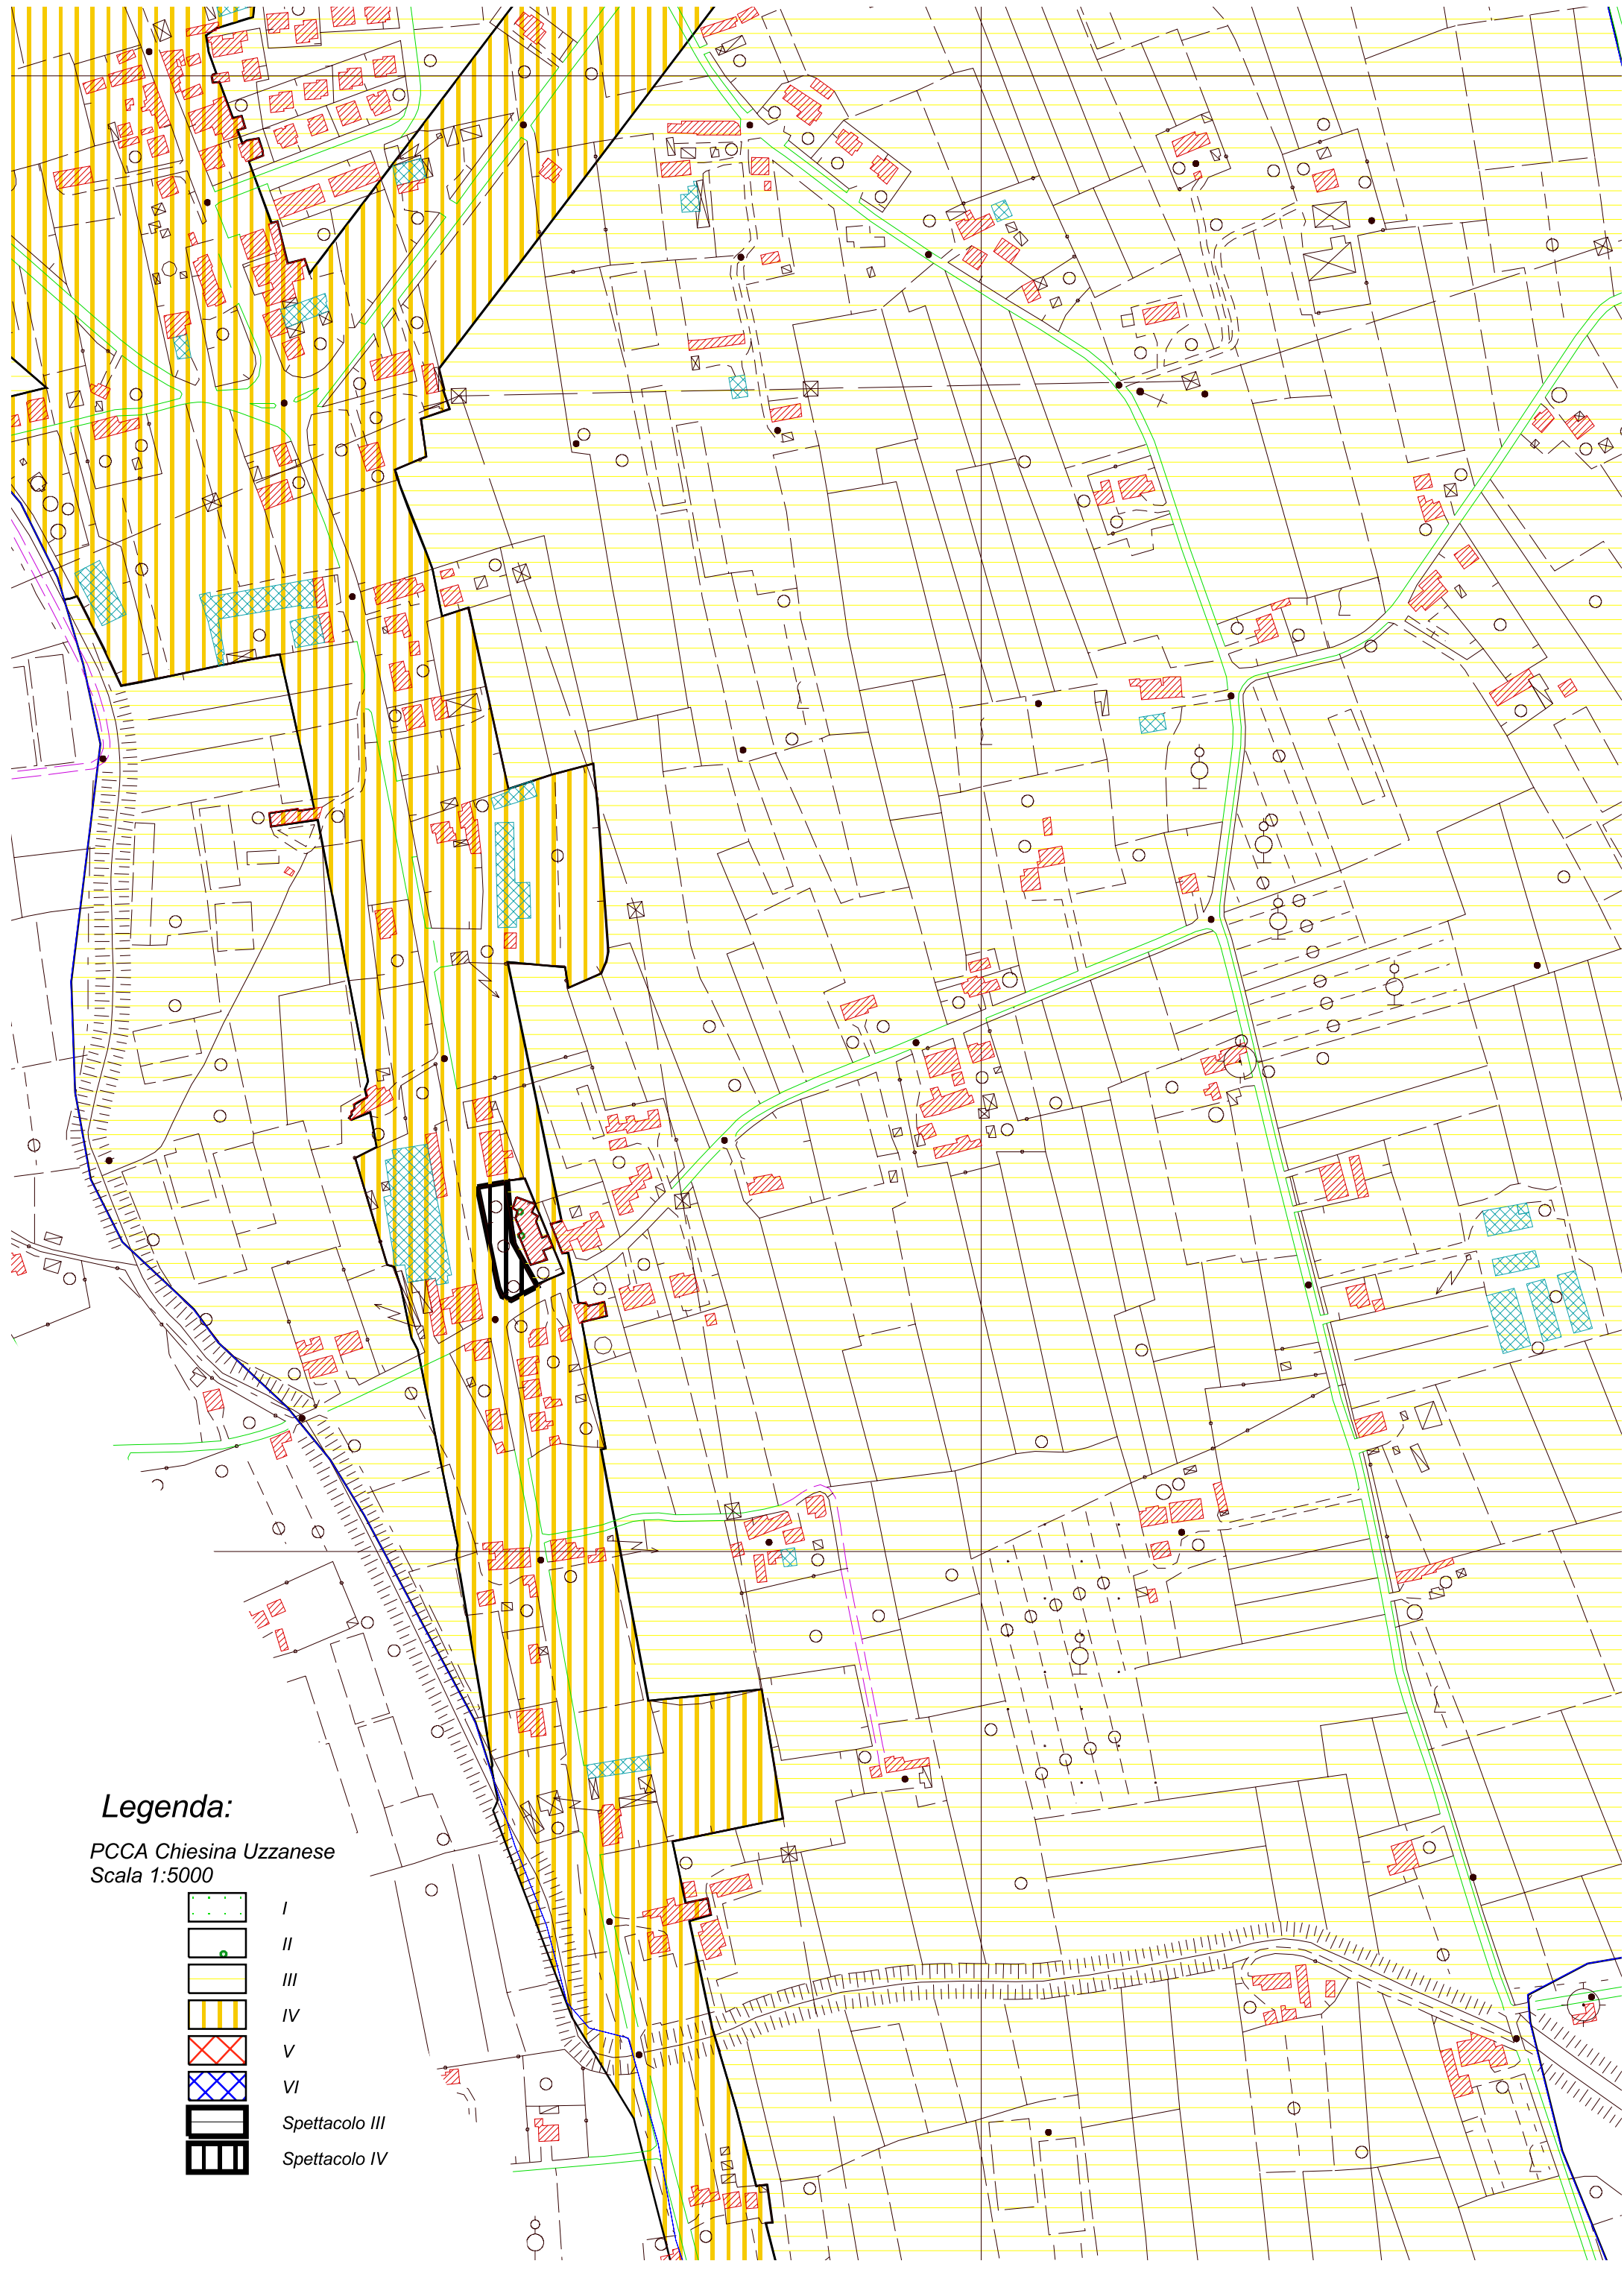 Legenda:
PCCA Chiesina Uzzanese
Scala 1:5000
I
II
III
IV
V
VI
Spettacolo III
Spettacolo IV